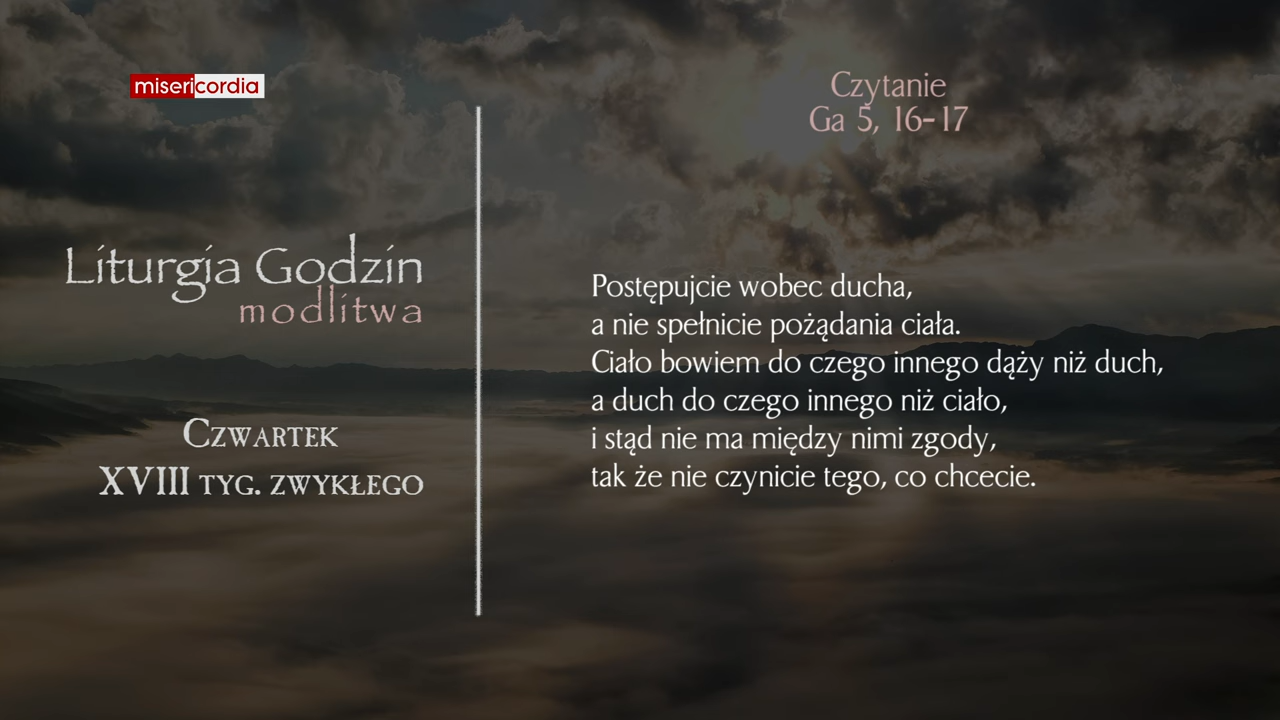 misericordia
Liturgia Godzin
modlitwa
Czwartek
XVIII tyg. zwykłego
Czytanie
Ga 5, 16-17
Postępujcie wobec ducha,
a nie spełnicie pożądania ciała.
Ciało bowiem do czego innego dąży niż duch,
a duch do czego innego niż ciało,
i stąd nie ma między nimi zgody,
tak że nie czynicie tego, co chcecie.